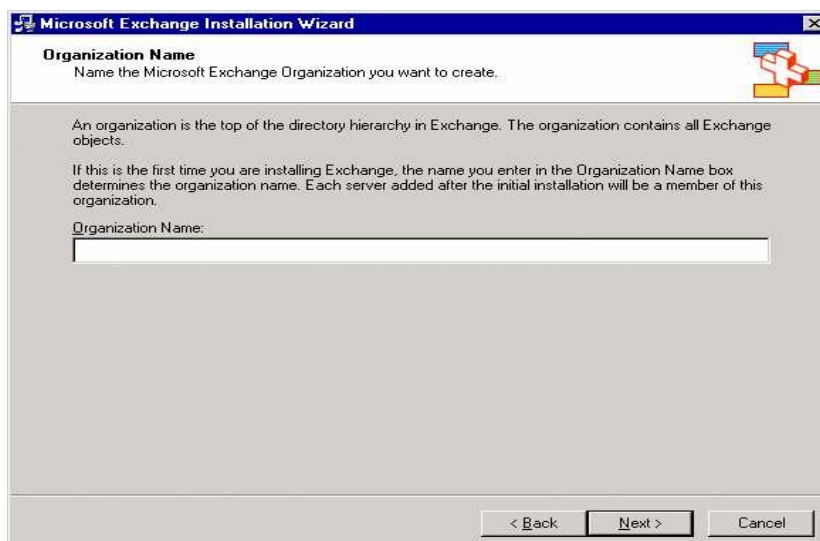 Microsoft Exchange Installation Wizard
Organization Name
Name the Microsoft Exchange Organization you want to create.
An organization is the top of the directory hierarchy in Exchange. The organization contains all Exchange
objects.
If this is the first time you are installing Exchange, the name you enter in the Organization Name box
determines the organization name. Each server added after the initial installation will be a member of this
organization.
Organization Name:
< Back
Next >
Cancel